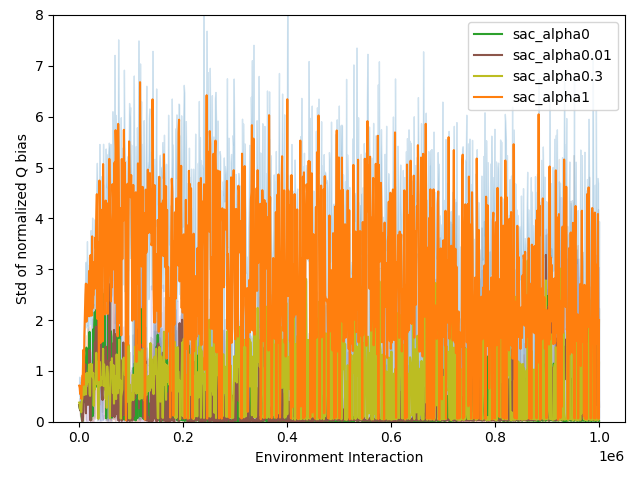 8
7
6
5
4
3
2
1
0
Std of normalized Q bias
sac_alpha0
sac_alpha0.01
sac_alpha0.3
sac_alpha1
0.0
0.2
0.4
0.6
0.8
1.0
1e6
Environment Interaction